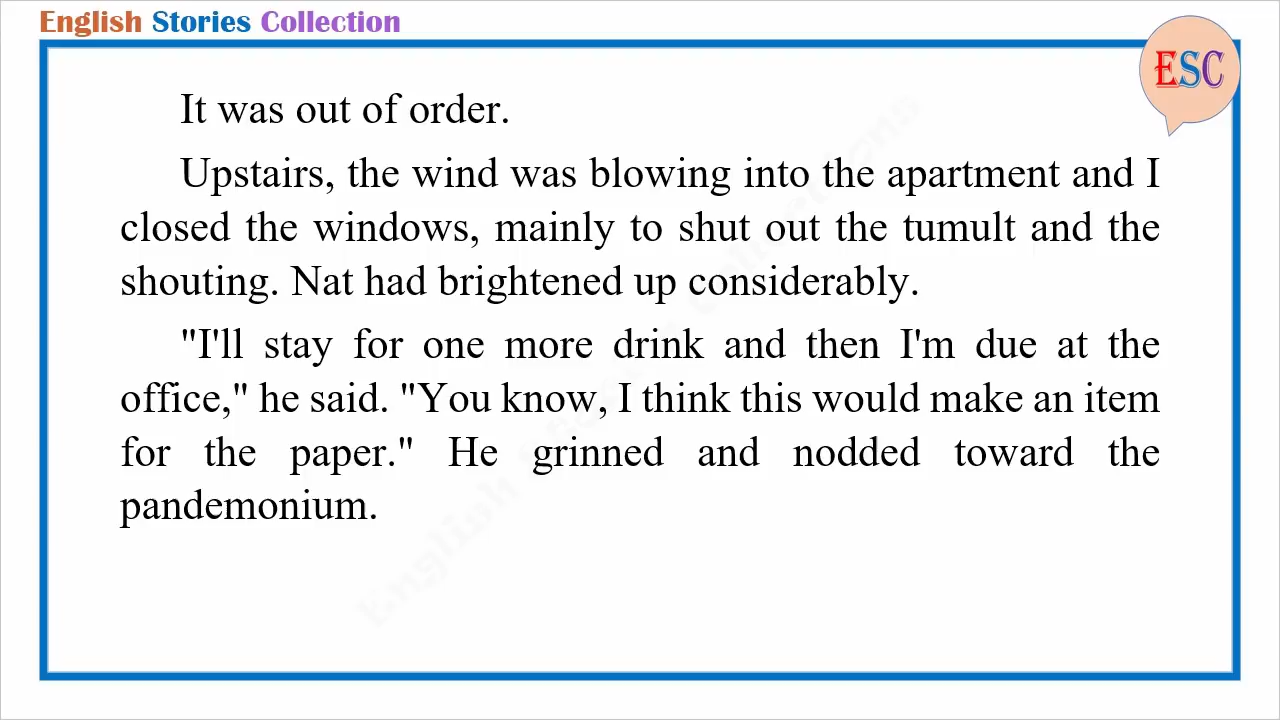 English Stories Collection
ESC
It was out of order.
Upstairs, the wind was blowing into the apartment and I
closed the windows, mainly to shut out the tumult and the
shouting. Nat had brightened up considerably.
"I'll stay for one more drink and then I'm due at the
office," he said. "You know, I think this would make an item
for the paper." He grinned and nodded toward the
pandemonium.